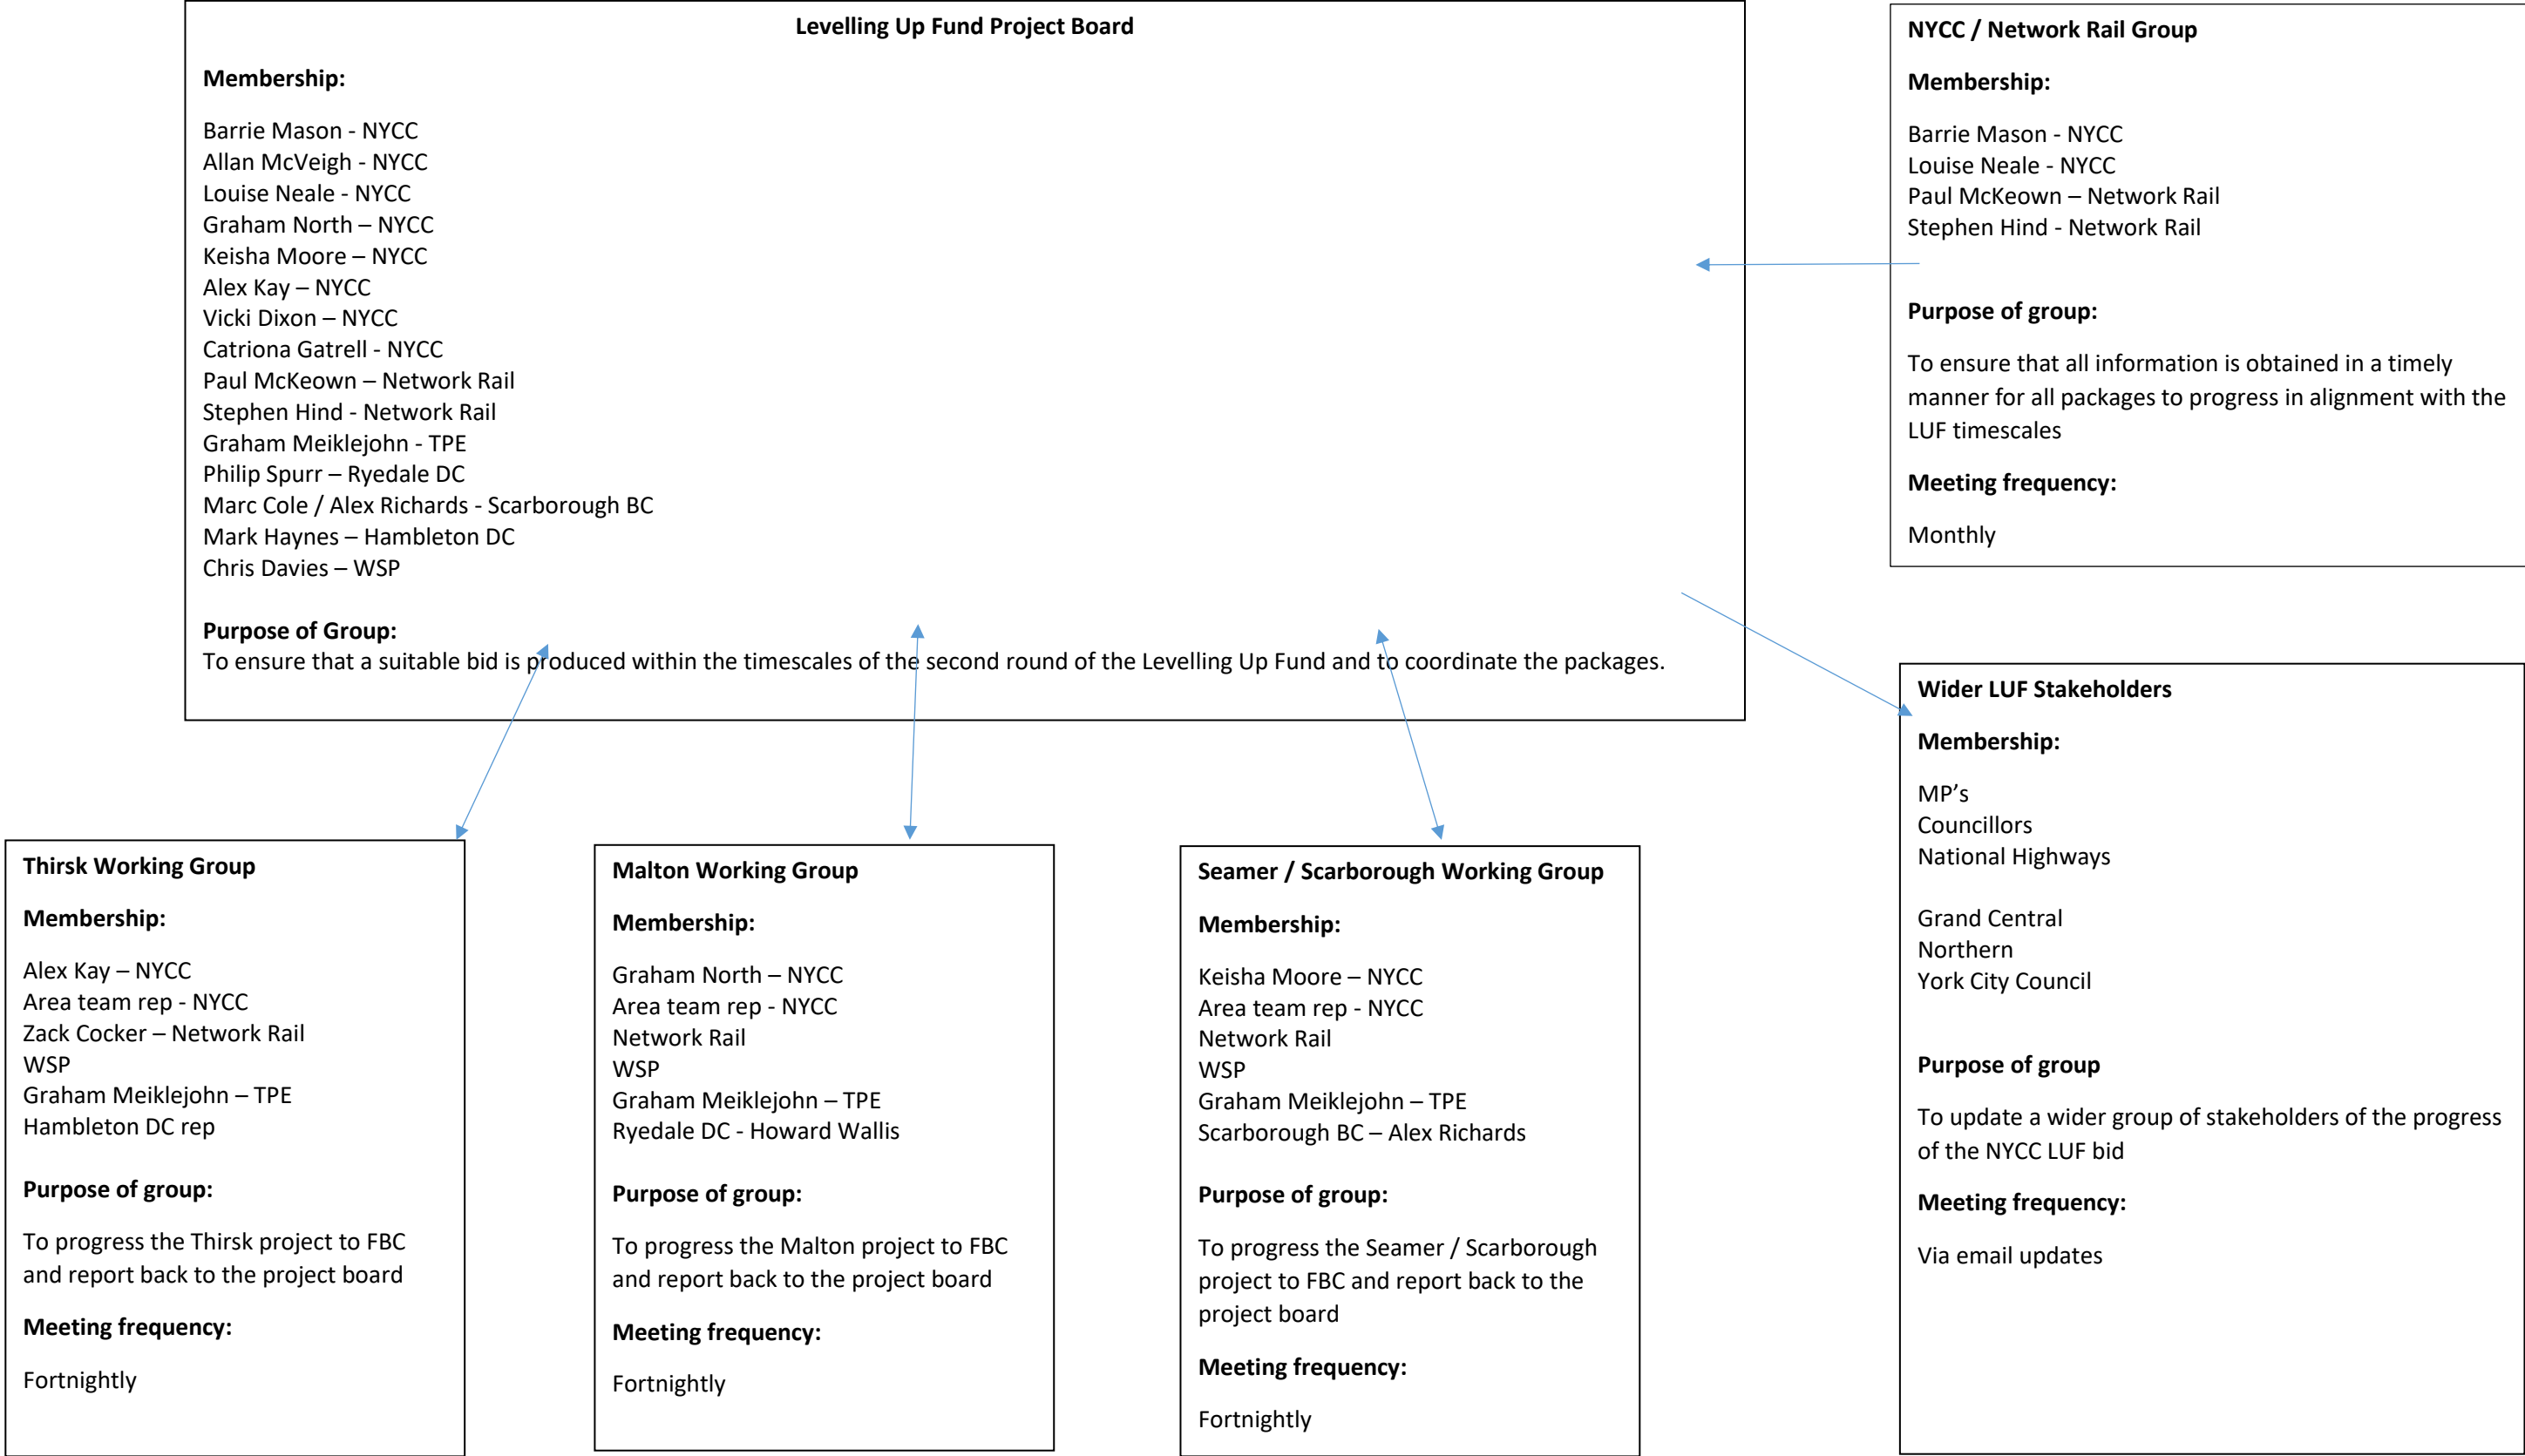 Levelling Up Fund Project Board
Membership:
Barrie Mason - NYCC
Allan McVeigh - NYCC
Louise Neale - NYCC
Graham North – NYCC
Keisha Moore – NYCC
Alex Kay – NYCC
Vicki Dixon – NYCC
Catriona Gatrell - NYCC
Paul McKeown – Network Rail
Stephen Hind - Network Rail
Graham Meiklejohn - TPE
Philip Spurr – Ryedale DC
Marc Cole / Alex Richards - Scarborough BC
Mark Haynes – Hambleton DC
Chris Davies – WSP
Purpose of Group:
To ensure that a suitable bid is produced within the timescales of the second round of the Levelling Up Fund and to coordinate the packages.
NYCC / Network Rail Group
Membership:
Barrie Mason - NYCC
Louise Neale - NYCC
Paul McKeown – Network Rail
Stephen Hind - Network Rail
Purpose of group:
To ensure that all information is obtained in a timely
manner for all packages to progress in alignment with the
LUF timescales
Meeting frequency:
Monthly
Thirsk Working Group
Membership:
Alex Kay – NYCC
Area team rep - NYCC
Zack Cocker – Network Rail
WSP
Graham Meiklejohn – TPE
Hambleton DC rep
Purpose of group:
To progress the Thirsk project to FBC
and report back to the project board
Meeting frequency:
Fortnightly
Malton Working Group
Membership:
Graham North – NYCC
Area team rep - NYCC
Network Rail
WSP
Graham Meiklejohn – TPE
Ryedale DC - Howard Wallis
Purpose of group:
To progress the Malton project to FBC
and report back to the project board
Meeting frequency:
Fortnightly
Seamer / Scarborough Working Group
Membership:
Keisha Moore – NYCC
Area team rep - NYCC
Network Rail
WSP
Graham Meiklejohn – TPE
Scarborough BC – Alex Richards
Purpose of group:
To progress the Seamer / Scarborough
project to FBC and report back to the
project board
Meeting frequency:
Fortnightly
Wider LUF Stakeholders
Membership:
MP's
Councillors
National Highways
Grand Central
Northern
York City Council
Purpose of group
To update a wider group of stakeholders of the progress
of the NYCC LUF bid
Meeting frequency:
Via email updates